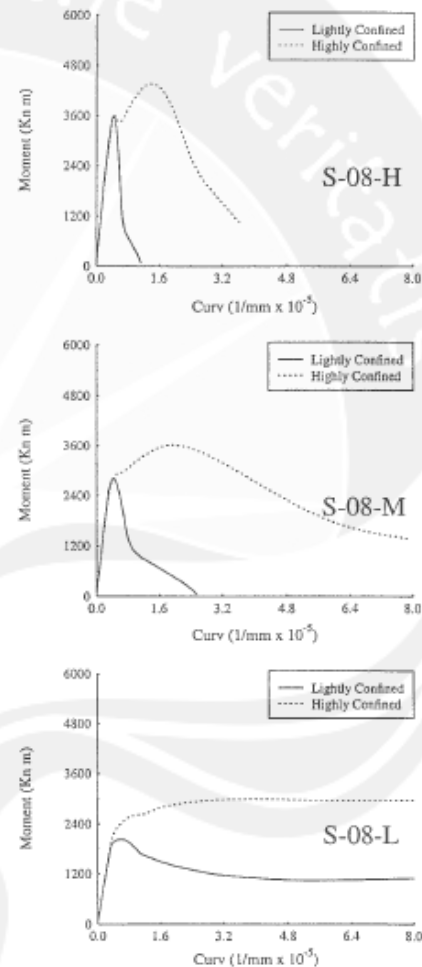 Lightly Confined
Highly Confined
6000
4800
3600
2400
1200
0
Moment (Kn m)
S-08-H
0.0 1.6 3.2 4.8 6.4 8.0
Curv (1/mm x 10⁻⁵)
Lightly Confined
Highly Confined
6000
4800
3600
2400
1200
0
Moment (Kn m)
S-08-M
0.0 1.6 3.2 4.8 6.4 8.0
Curv (1/mm x 10⁻⁵)
Lightly Confined
Highly Confined
6000
4800
3600
2400
1200
0
Moment (Kn m)
S-08-L
0.0 1.6 3.2 4.8 6.4 8.0
Curv (1/mm x 10⁻⁵)